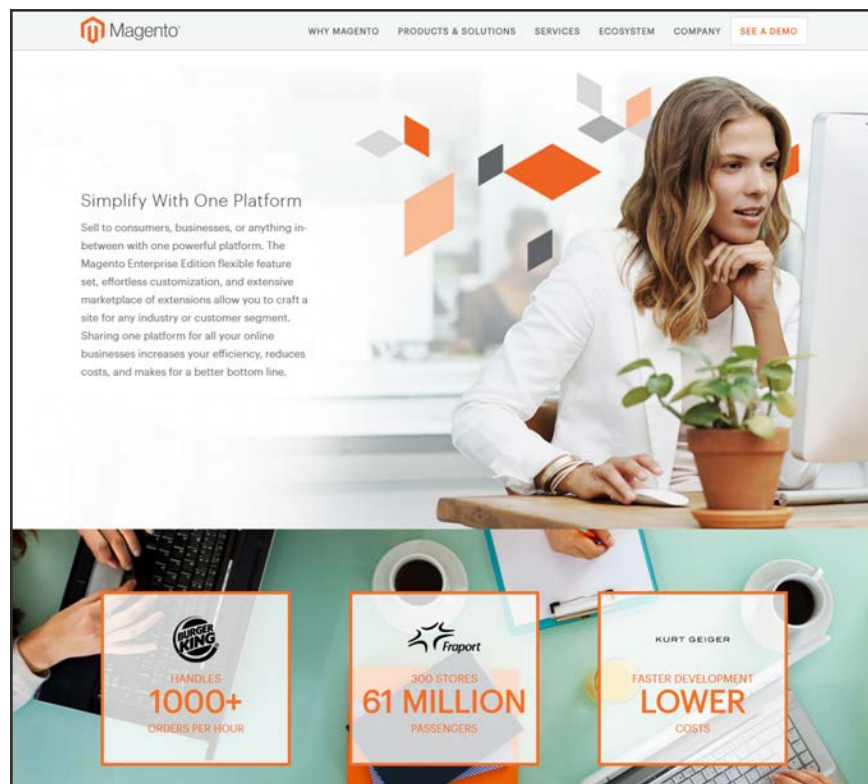 Magento
WHY MAGENTO PRODUCTS & SOLUTIONS SERVICES ECOSYSTEM COMPANY SEE A DEMO
Simplify With One Platform
Sell to consumers, businesses, or anything in-
between with one powerful platform. The
Magento Enterprise Edition flexible feature
set, effortless customization, and extensive
marketplace of extensions allow you to craft a
site for any industry or customer segment.
Sharing one platform for all your online
businesses increases your efficiency, reduces
costs, and makes for a better bottom line.
BURGER
KING
HANDLES
1000+
ORDERS PER HOUR
Fraport
300 STORES
61 MILLION
PASSENGERS
KURT GEIGER
FASTER DEVELOPMENT
LOWER
COSTS